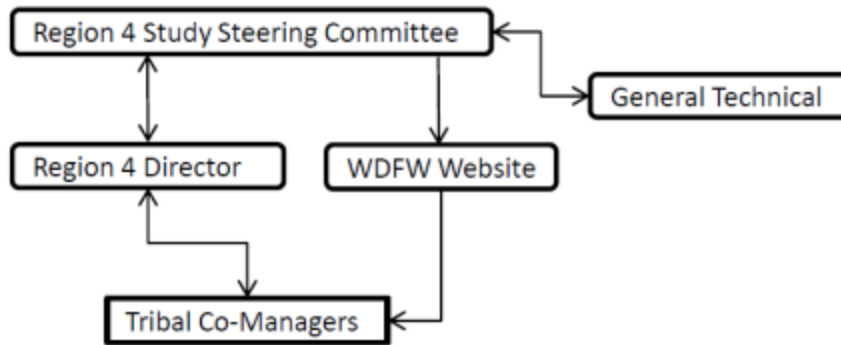 Region 4 Study Steering Committee
General Technical
Region 4 Director
WDFW Website
Tribal Co-Managers